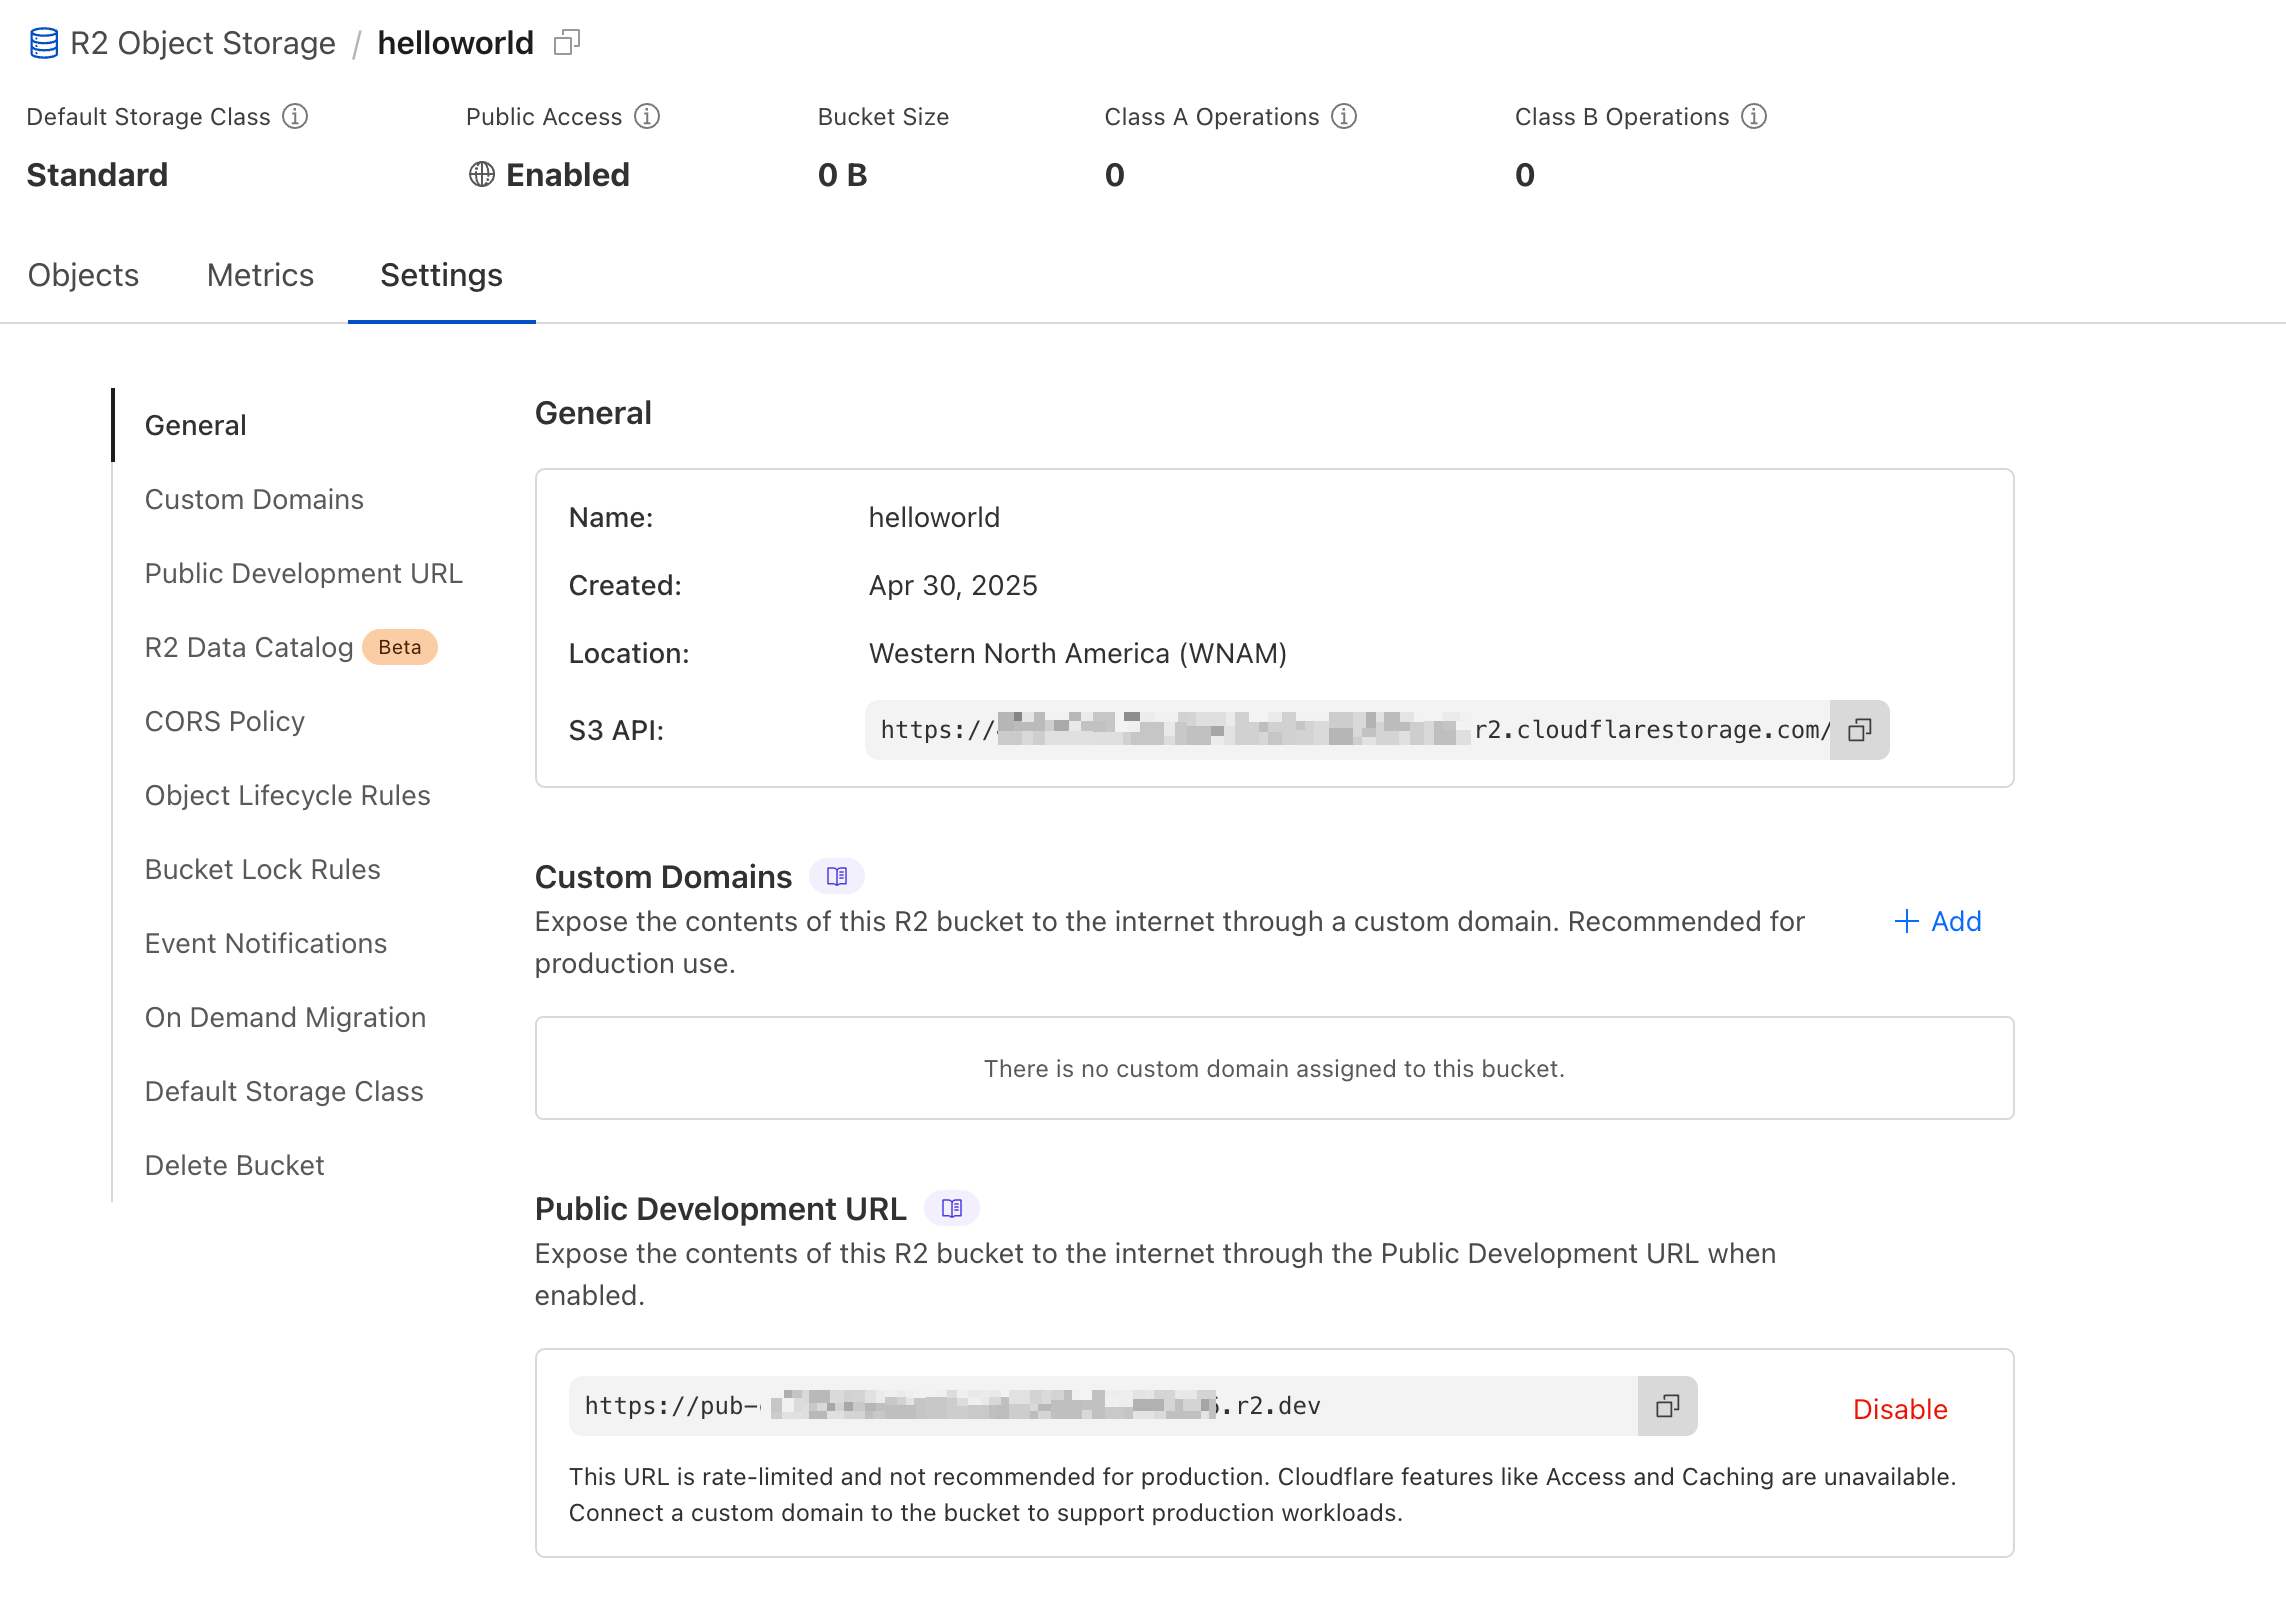 R2 Object Storage / helloworld
Default Storage Class
Public Access
Bucket Size
Class A Operations
Class B Operations
Standard
Enabled
0 B
0
0
Objects
Metrics
Settings
General
Custom Domains
Public Development URL
R2 Data Catalog Beta
CORS Policy
Object Lifecycle Rules
Bucket Lock Rules
Event Notifications
On Demand Migration
Default Storage Class
Delete Bucket
General
Name: helloworld
Created: Apr 30, 2025
Location: Western North America (WNAM)
S3 API: https:// r2.cloudflarestorage.com/
Custom Domains
Expose the contents of this R2 bucket to the internet through a custom domain. Recommended for
production use.
+ Add
There is no custom domain assigned to this bucket.
Public Development URL
Expose the contents of this R2 bucket to the internet through the Public Development URL when
enabled.
https://pub- .r2.dev
Disable
This URL is rate-limited and not recommended for production. Cloudflare features like Access and Caching are unavailable.
Connect a custom domain to the bucket to support production workloads.